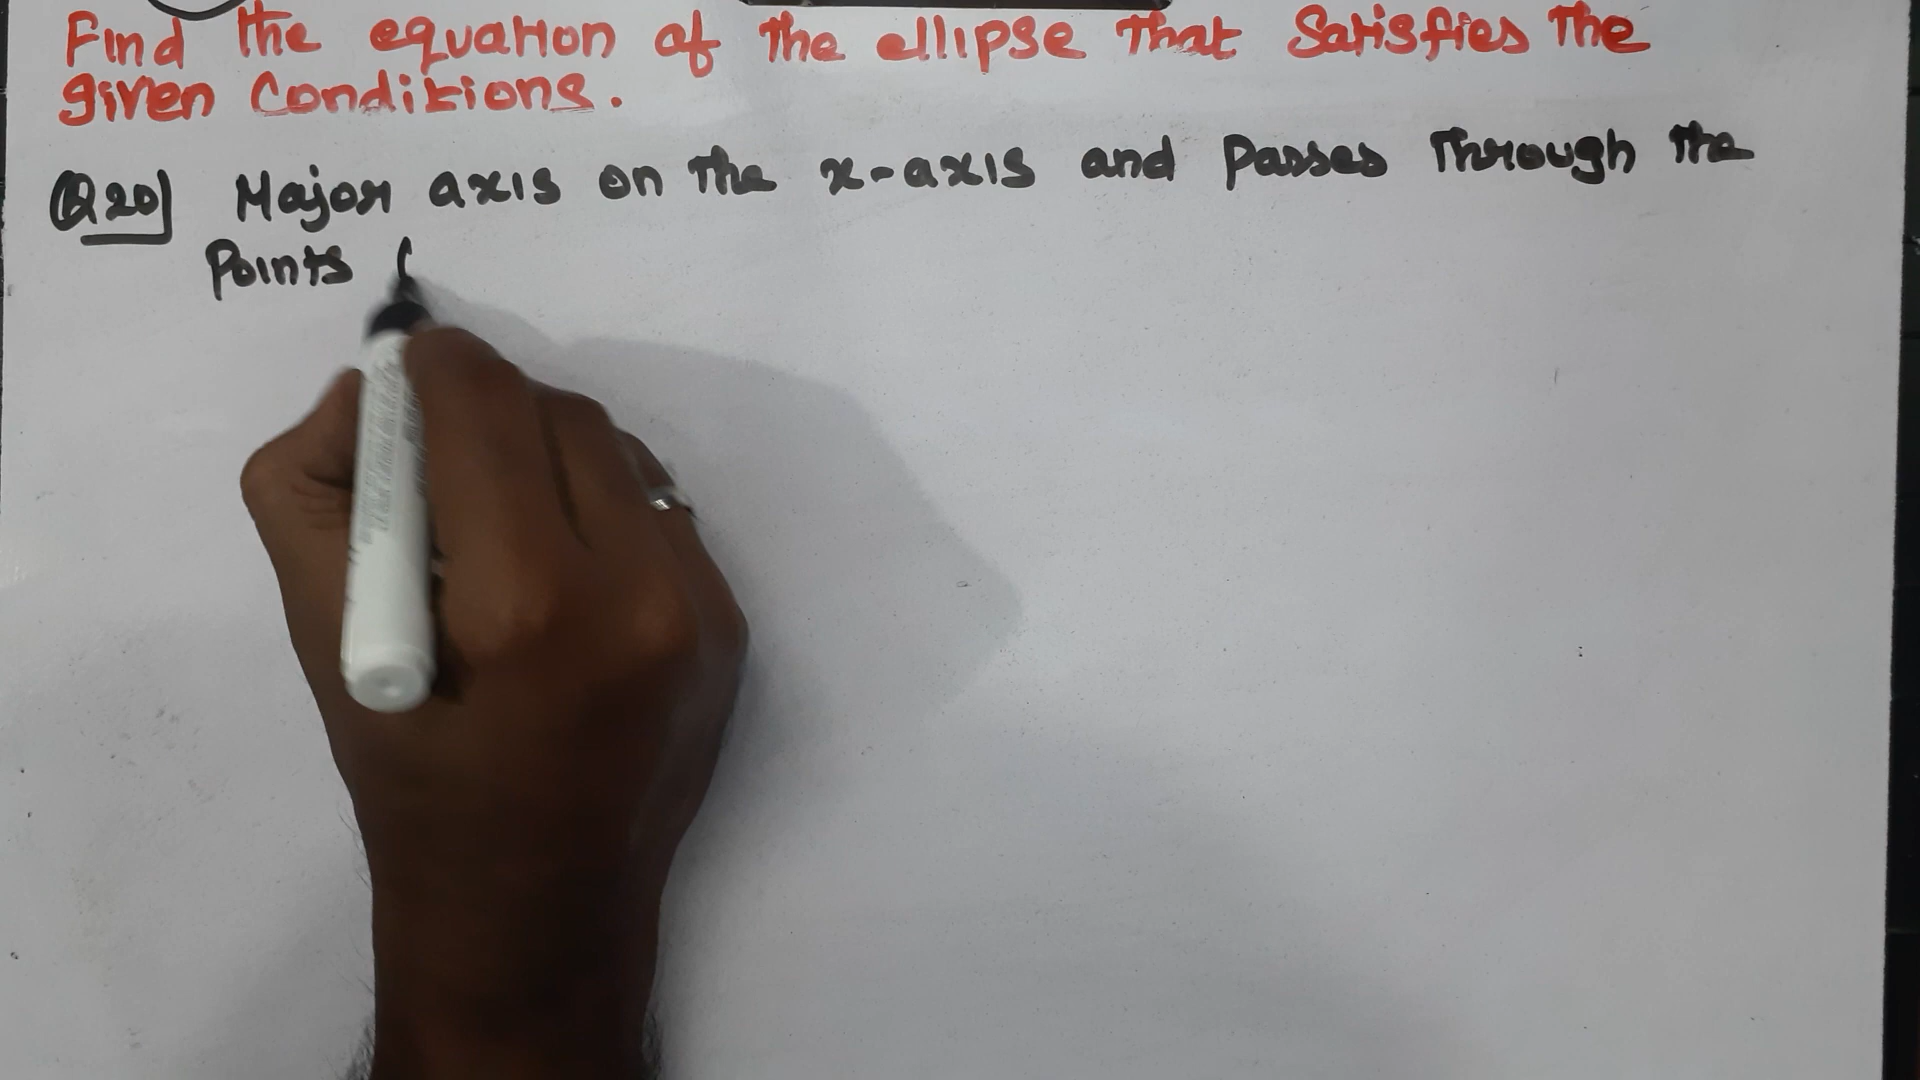 Find the equation of the ellipse that Satisfies the
given Conditions.
Q20] Major axis on the x-axis and Passes through the
Points (